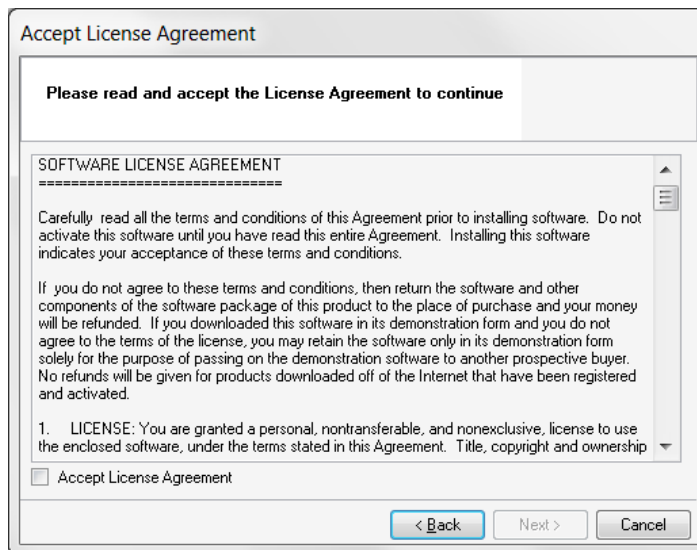 Accept License Agreement
Please read and accept the License Agreement to continue
SOFTWARE LICENSE AGREEMENT
==============================
Carefully  read all the terms and conditions of this Agreement prior to installing software.  Do not
activate this software until you have read this entire Agreement.  Installing this software
indicates your acceptance of these terms and conditions.
If  you do not agree to these terms and conditions, then return the software and other
components of the software package of this product to the place of purchase and your money
will be refunded.  If you downloaded this software in its demonstration form and you do not
agree to the terms of the license, you may retain the software only in its demonstration form
solely for the purpose of passing on the demonstration software to another prospective buyer.
No refunds will be given for products downloaded off of the Internet that have been registered
and activated.
1.    LICENSE: You are granted a personal, nontransferable, and nonexclusive, license to use
the enclosed software, under the terms stated in this Agreement.  Title, copyright and ownership
Accept License Agreement
< Back
Next >
Cancel